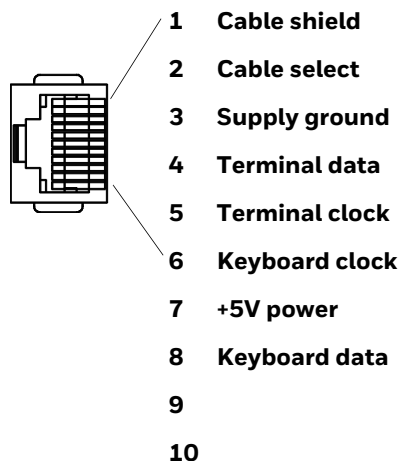 1 Cable shield
2 Cable select
3 Supply ground
4 Terminal data
5 Terminal clock
6 Keyboard clock
7 +5V power
8 Keyboard data
9
10